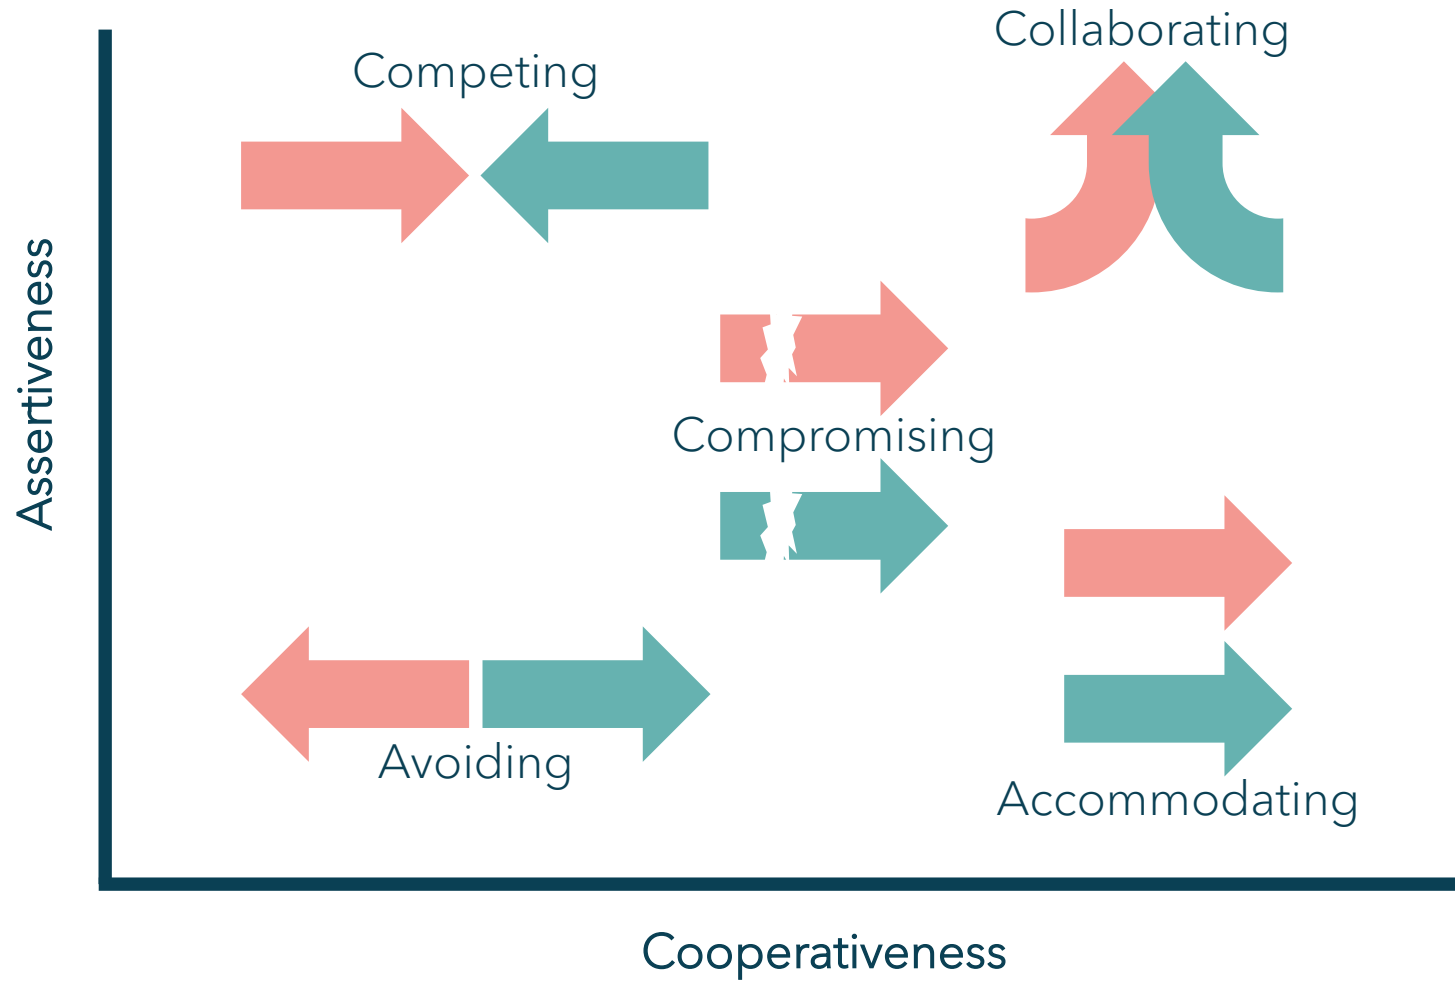 Collaborating
Competing
Assertiveness
Compromising
Avoiding
Accommodating
Cooperativeness